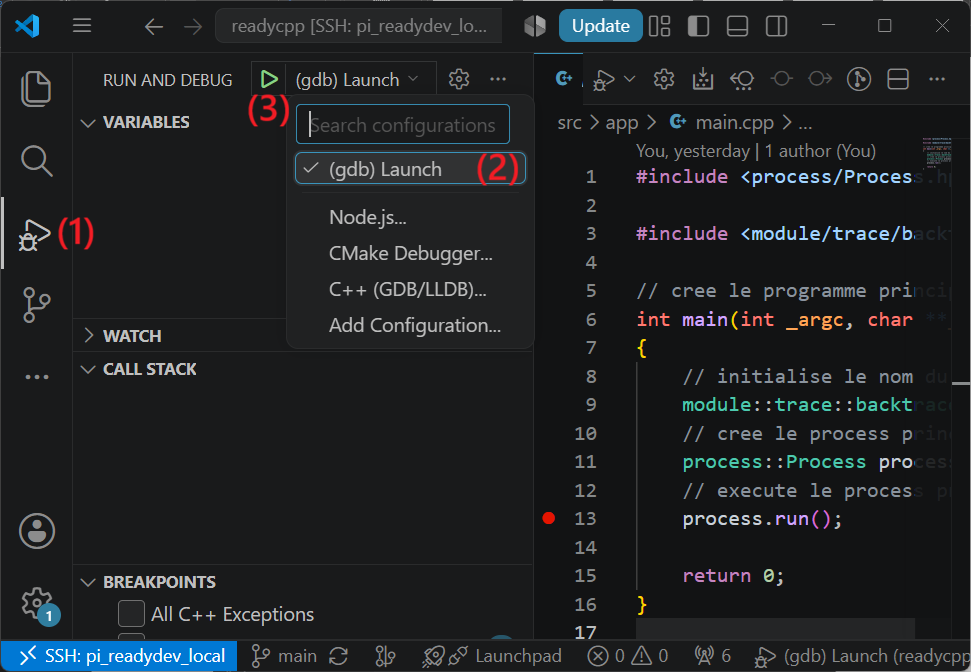 readycpp [SSH: pi_readydev_lo...
Update
RUN AND DEBUG
(gdb) Launch
(3)
VARIABLES
Search configurations
(gdb) Launch
(2)
Node.js...
CMake Debugger...
C++ (GDB/LLDB)...
Add Configuration...
(1)
WATCH
CALL STACK
BREAKPOINTS
All C++ Exceptions
1
src > app > main.cpp > ...
You, yesterday | 1 author (You)
1 #include <process/Process.hp
2
3 #include <module/trace/back
4
5 // cree le programme princip
6 int main(int _argc, char **
7 {
8 // initialise le nom du
9 module::trace::backtrace
10 // cree le process princ
11 process::Process process
12 // execute le process p
13 process.run();
14
15 return 0;
16 }
17
SSH: pi_readydev_local
main
Launchpad
0
0
6
(gdb) Launch (readycpp